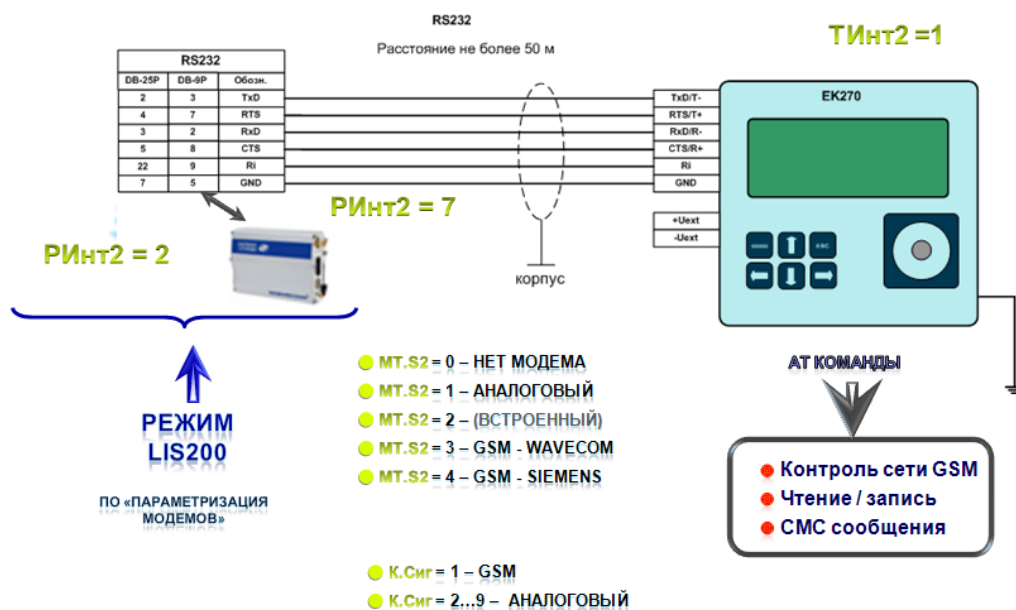 RS232
Расстояние не более 50 м
ТИнт2 =1
RS232
DB-25P DB-9P Обозн.
2 3 TxD
4 7 RTS
3 2 RxD
5 8 CTS
22 9 Ri
7 5 GND
TxD/T-
RTS/T+
RxD/R-
CTS/R+
Ri
GND
+Uext
-Uext
EK270
ESC
РИнт2 = 7
РИнт2 = 2
корпус
РЕЖИМ
LIS200
ПО «ПАРАМЕТРИЗАЦИЯ
МОДЕМОВ»
МТ.S2 = 0 – НЕТ МОДЕМА
МТ.S2 = 1 – АНАЛОГОВЫЙ
МТ.S2 = 2 – (ВСТРОЕННЫЙ)
МТ.S2 = 3 – GSM - WAVECOM
МТ.S2 = 4 – GSM - SIEMENS
К.Сиг = 1 – GSM
К.Сиг = 2...9 – АНАЛОГОВЫЙ
АТ КОМАНДЫ
Контроль сети GSM
Чтение / запись
СМС сообщения